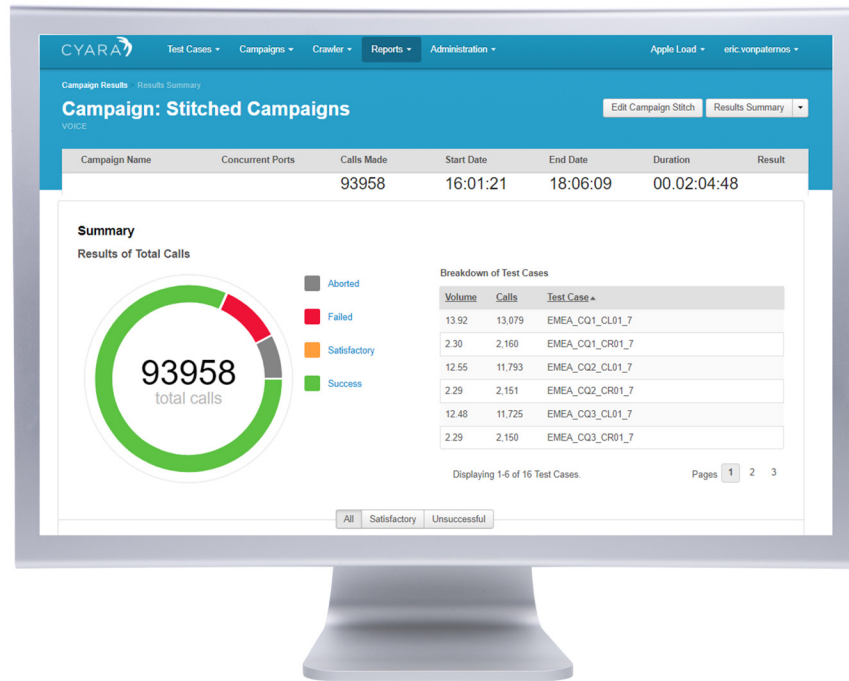 CYARA Test Cases Campaigns Crawler Reports Administration Apple Load eric.vonpaternos
Campaign Results Results Summary
Campaign: Stitched Campaigns
Edit Campaign Stitch Results Summary
VOICE
Campaign Name Concurrent Ports Calls Made Start Date End Date Duration Result
93958 16:01:21 18:06:09 00.02:04:48
Summary
Results of Total Calls
93958
total calls
Aborted
Failed
Satisfactory
Success
Breakdown of Test Cases
Volume Calls Test Case
13.92 13,079 EMEA_CQ1_CL01_7
2.30 2,160 EMEA_CQ1_CR01_7
12.55 11,793 EMEA_CQ2_CL01_7
2.29 2,151 EMEA_CQ2_CR01_7
12.48 11,725 EMEA_CQ3_CL01_7
2.29 2,150 EMEA_CQ3_CR01_7
Displaying 1-6 of 16 Test Cases. Pages 1 2 3
All Satisfactory Unsuccessful